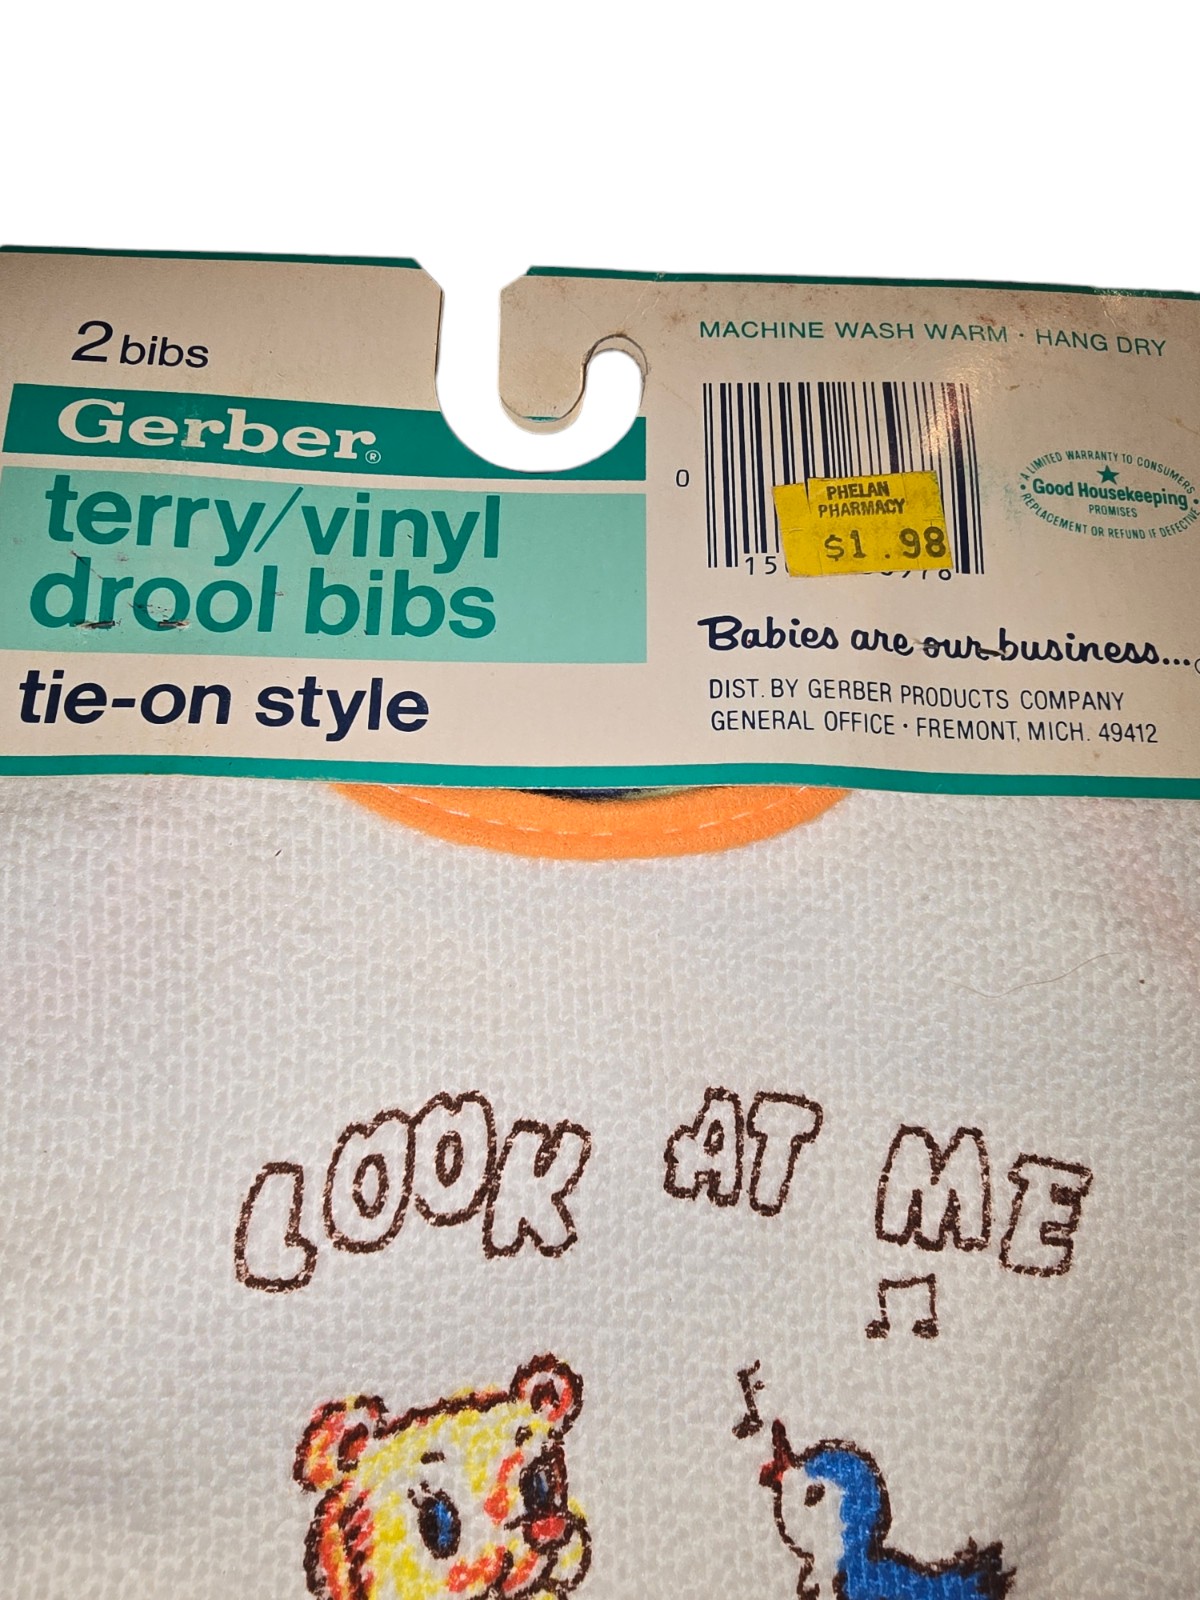 2 bibs
Gerber®
terry/vinyl
drool bibs
tie-on style
MACHINE WASH WARM · HANG DRY
0
15
PHELAN
PHARMACY
$1.98
A LIMITED WARRANTY TO CONSUMERS
★
Good Housekeeping
PROMISES
REPLACEMENT OR REFUND IF DEFECTIVE
Babies are our business...
DIST. BY GERBER PRODUCTS COMPANY
GENERAL OFFICE · FREMONT, MICH. 49412
LOOK AT ME